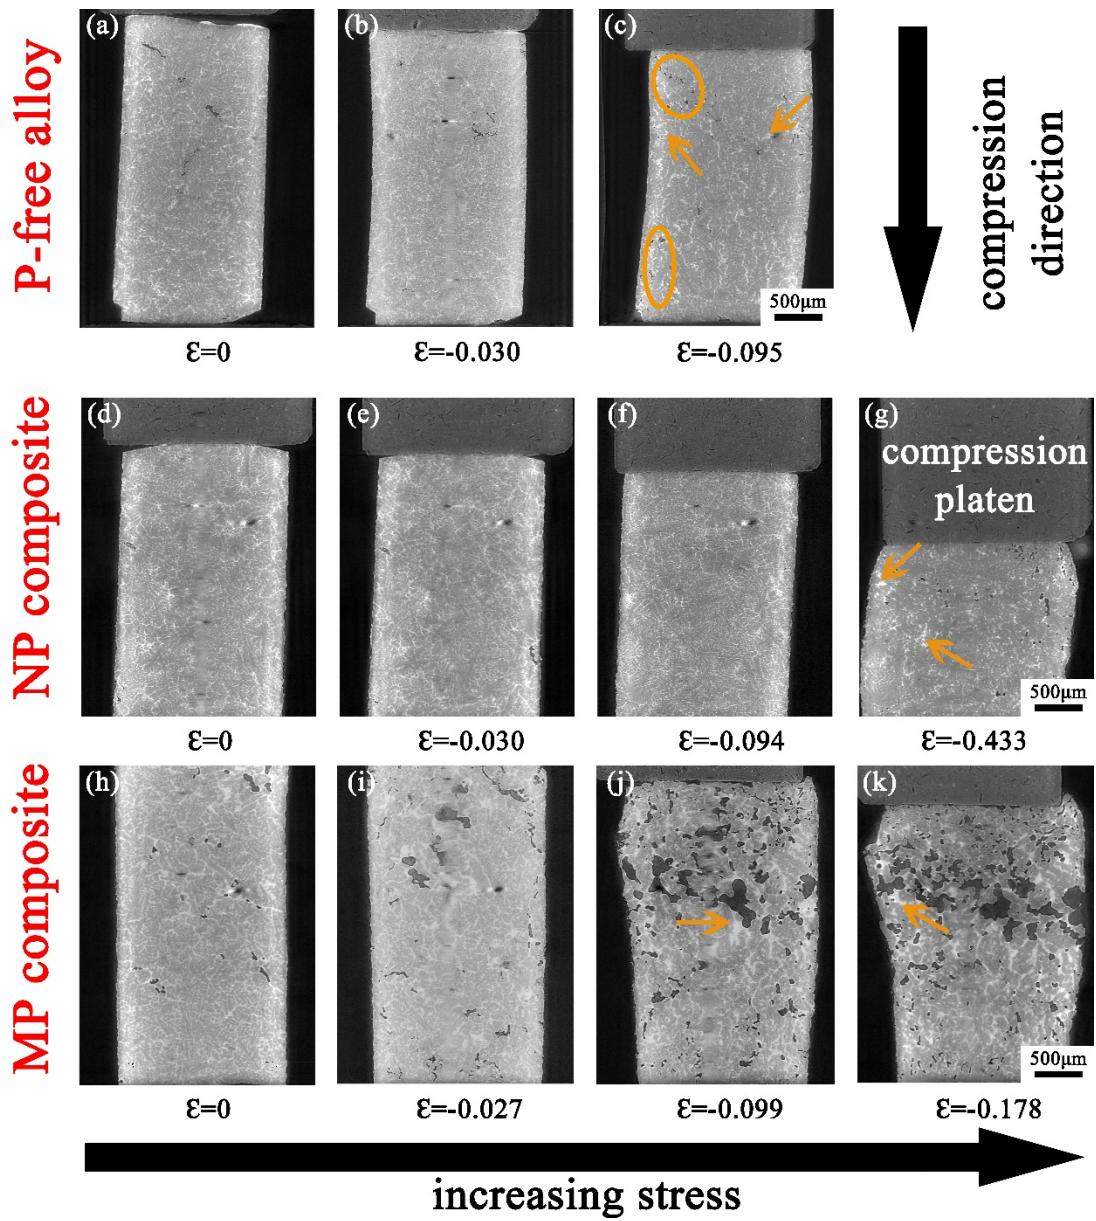 P-free alloy
(a)
(b)
(c)
500μm
compression
direction
Ɛ=0
Ɛ=-0.030
Ɛ=-0.095
NP composite
(d)
(e)
(f)
(g)
compression
platen
500μm
Ɛ=0
Ɛ=-0.030
Ɛ=-0.094
Ɛ=-0.433
MP composite
(h)
(i)
(j)
(k)
500μm
Ɛ=0
Ɛ=-0.027
Ɛ=-0.099
Ɛ=-0.178
increasing stress